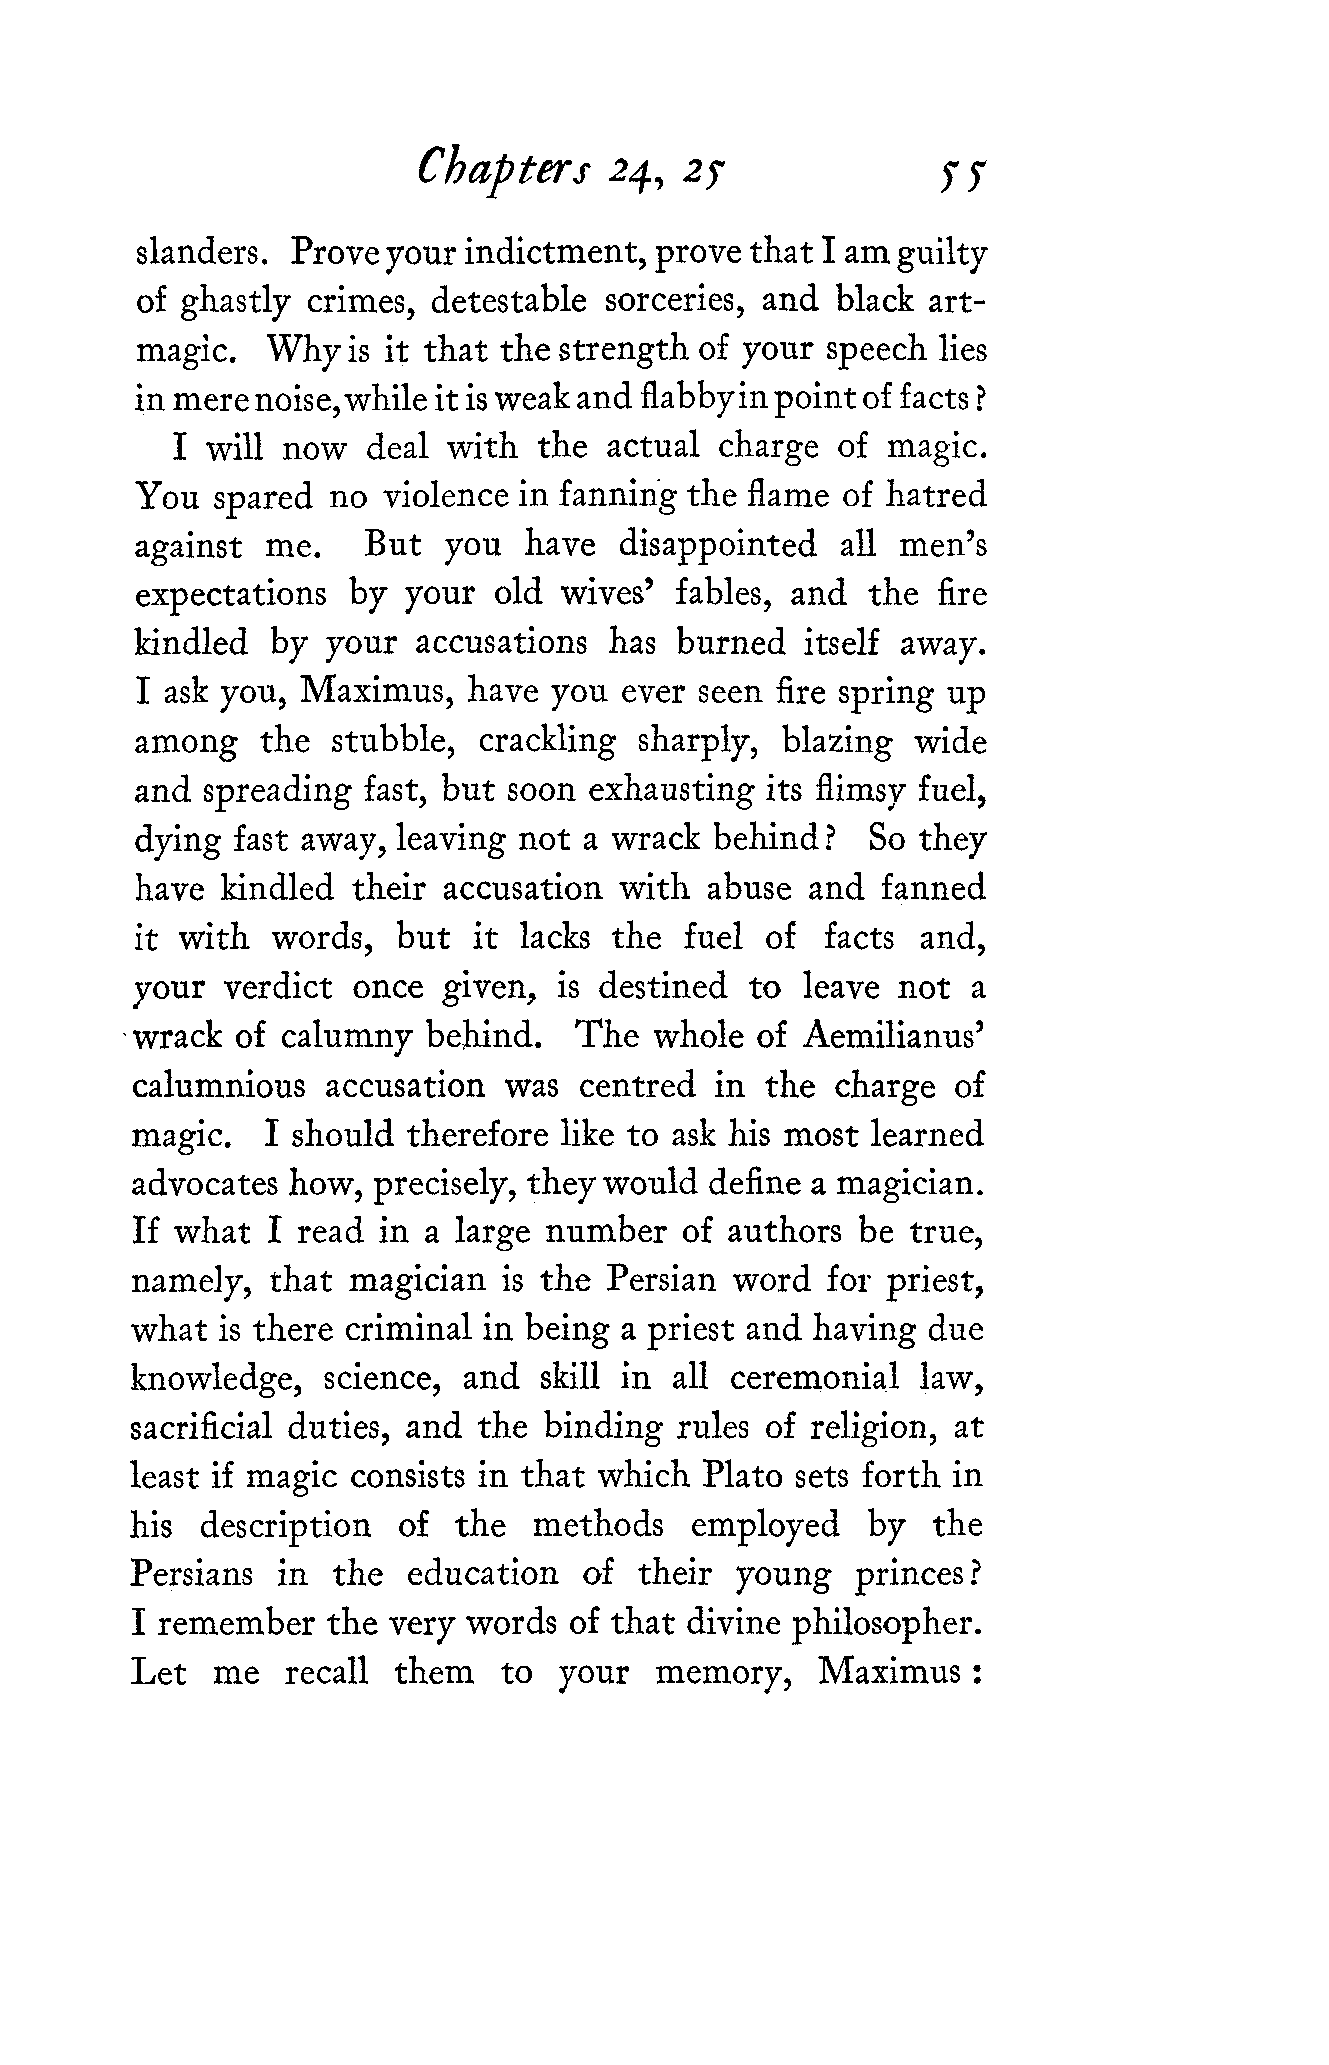 Chapters 24, 25 55
slanders. Prove your indictment, prove that I am guilty
of ghastly crimes, detestable sorceries, and black art-
magic. Why is it that the strength of your speech lies
in mere noise, while it is weak and flabby in point of facts?
I will now deal with the actual charge of magic.
You spared no violence in fanning the flame of hatred
against me. But you have disappointed all men's
expectations by your old wives' fables, and the fire
kindled by your accusations has burned itself away.
I ask you, Maximus, have you ever seen fire spring up
among the stubble, crackling sharply, blazing wide
and spreading fast, but soon exhausting its flimsy fuel,
dying fast away, leaving not a wrack behind? So they
have kindled their accusation with abuse and fanned
it with words, but it lacks the fuel of facts and,
your verdict once given, is destined to leave not a
wrack of calumny behind. The whole of Aemilianus'
calumnious accusation was centred in the charge of
magic. I should therefore like to ask his most learned
advocates how, precisely, they would define a magician.
If what I read in a large number of authors be true,
namely, that magician is the Persian word for priest,
what is there criminal in being a priest and having due
knowledge, science, and skill in all ceremonial law,
sacrificial duties, and the binding rules of religion, at
least if magic consists in that which Plato sets forth in
his description of the methods employed by the
Persians in the education of their young princes?
I remember the very words of that divine philosopher.
Let me recall them to your memory, Maximus: